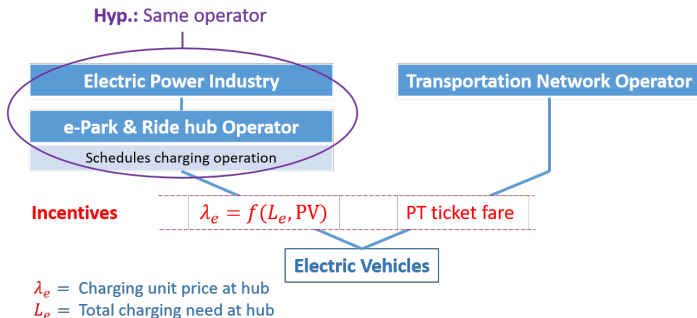 Hyp.: Same operator
Electric Power Industry
Transportation Network Operator
e-Park & Ride hub Operator
Schedules charging operation
Incentives
λₑ = f(Lₑ, PV)
PT ticket fare
Electric Vehicles
λₑ = Charging unit price at hub
Lₑ = Total charging need at hub